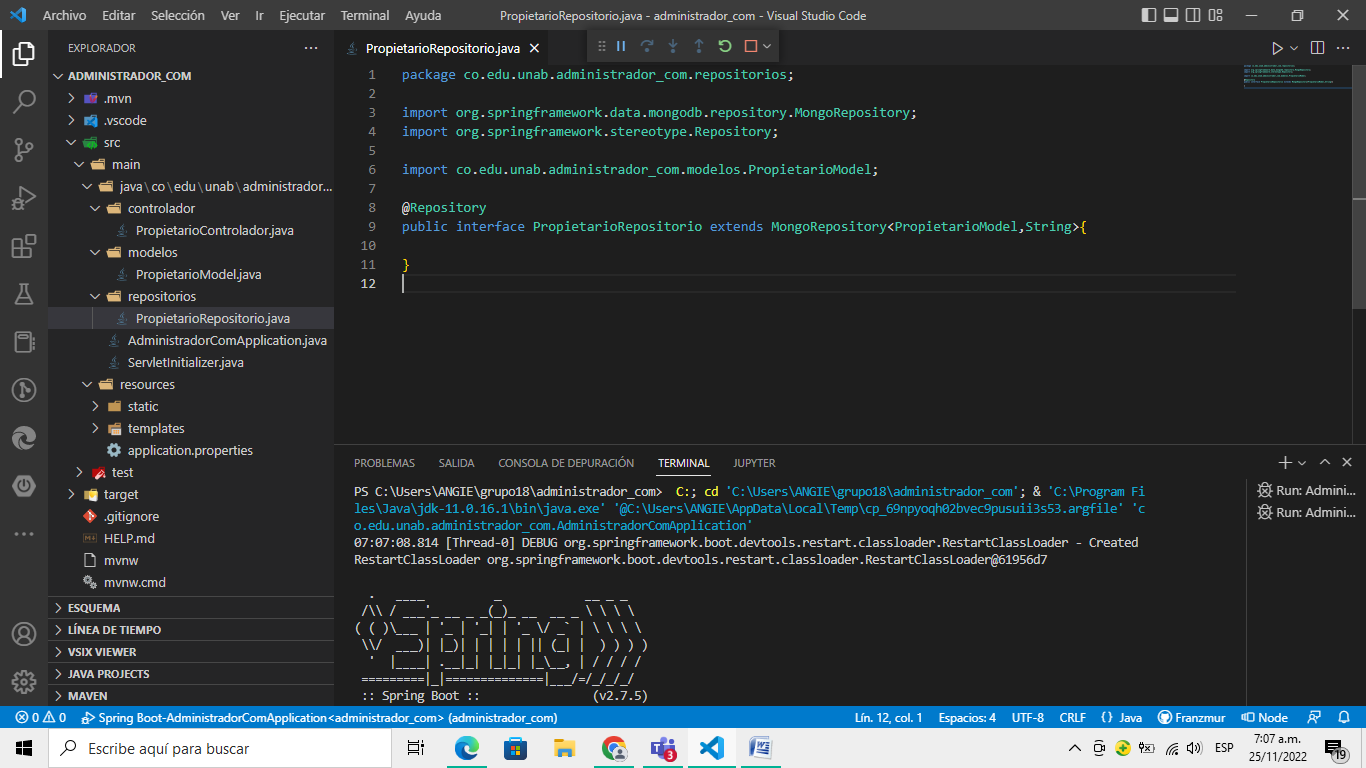 Archivo Editar Selección Ver Ir Ejecutar Terminal Ayuda PropietarioRepositorio.java - administrador_com - Visual Studio Code
EXPLORADOR
ADMINISTRADOR_COM
.mvn
.vscode
src
main
java\co\edu\unab\administrador...
controlador
PropietarioControlador.java
modelos
PropietarioModel.java
repositorios
PropietarioRepositorio.java
AdministradorComApplication.java
ServletInitializer.java
resources
static
templates
application.properties
test
target
.gitignore
HELP.md
mvnw
mvnw.cmd
ESQUEMA
LÍNEA DE TIEMPO
VSIX VIEWER
JAVA PROJECTS
MAVEN
PropietarioRepositorio.java
1 package co.edu.unab.administrador_com.repositorios;
2
3 import org.springframework.data.mongodb.repository.MongoRepository;
4 import org.springframework.stereotype.Repository;
5
6 import co.edu.unab.administrador_com.modelos.PropietarioModel;
7
8 @Repository
9 public interface PropietarioRepositorio extends MongoRepository<PropietarioModel,String>{
10
11 }
12
PROBLEMAS SALIDA CONSOLA DE DEPURACIÓN TERMINAL JUPYTER
PS C:\Users\ANGIE\grupo18\administrador_com>  C:; cd 'C:\Users\ANGIE\grupo18\administrador_com'; & 'C:\Program Fi
les\Java\jdk-11.0.16.1\bin\java.exe' '@C:\Users\ANGIE\AppData\Local\Temp\cp_69npyoqh02bvec9pusuii3s53.argfile' 'c
o.edu.unab.administrador_com.AdministradorComApplication'
07:07:08.814 [Thread-0] DEBUG org.springframework.boot.devtools.restart.classloader.RestartClassLoader - Created
RestartClassLoader org.springframework.boot.devtools.restart.classloader.RestartClassLoader@61956d7
:: Spring Boot :: (v2.7.5)
Run: Admini...
Run: Admini...
0 0 Spring Boot-AdministradorComApplication<administrador_com> (administrador_com) Lín. 12, col. 1 Espacios: 4 UTF-8 CRLF {} Java Franzmur Node
Escribe aquí para buscar
3
ESP
7:07 a.m.
25/11/2022
19